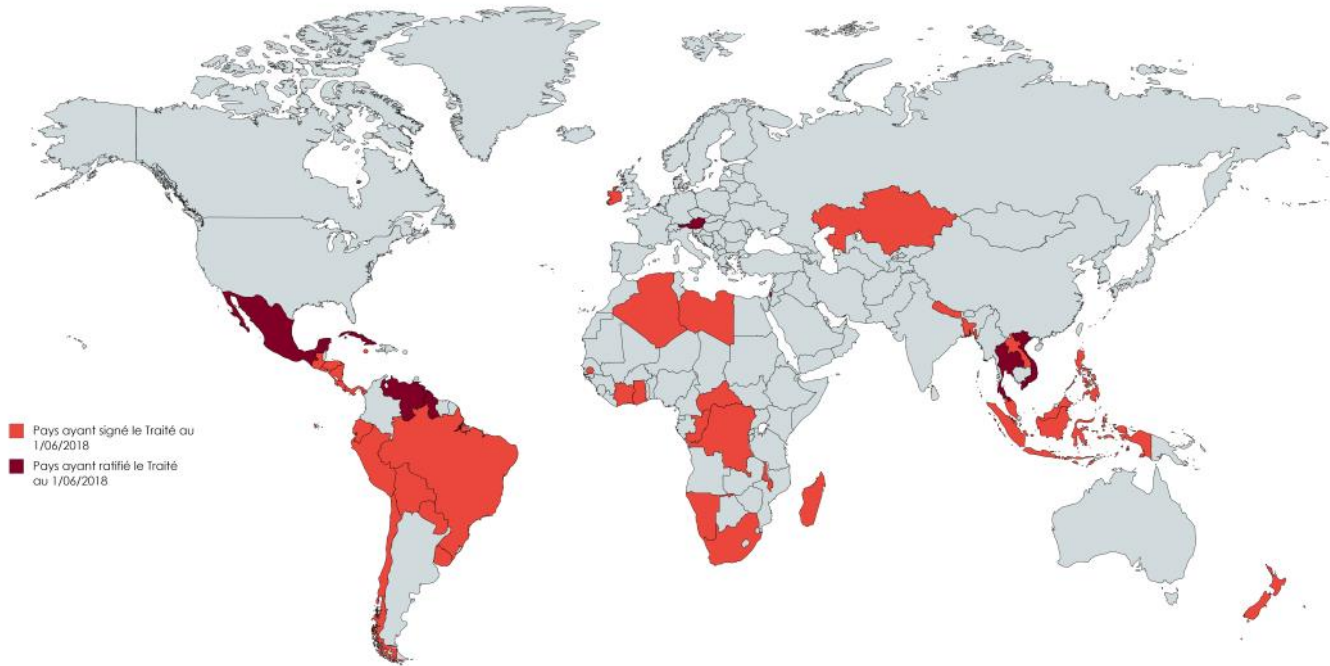 Pays ayant signé le Traité au
1/06/2018
Pays ayant ratifié le Traité
au 1/06/2018